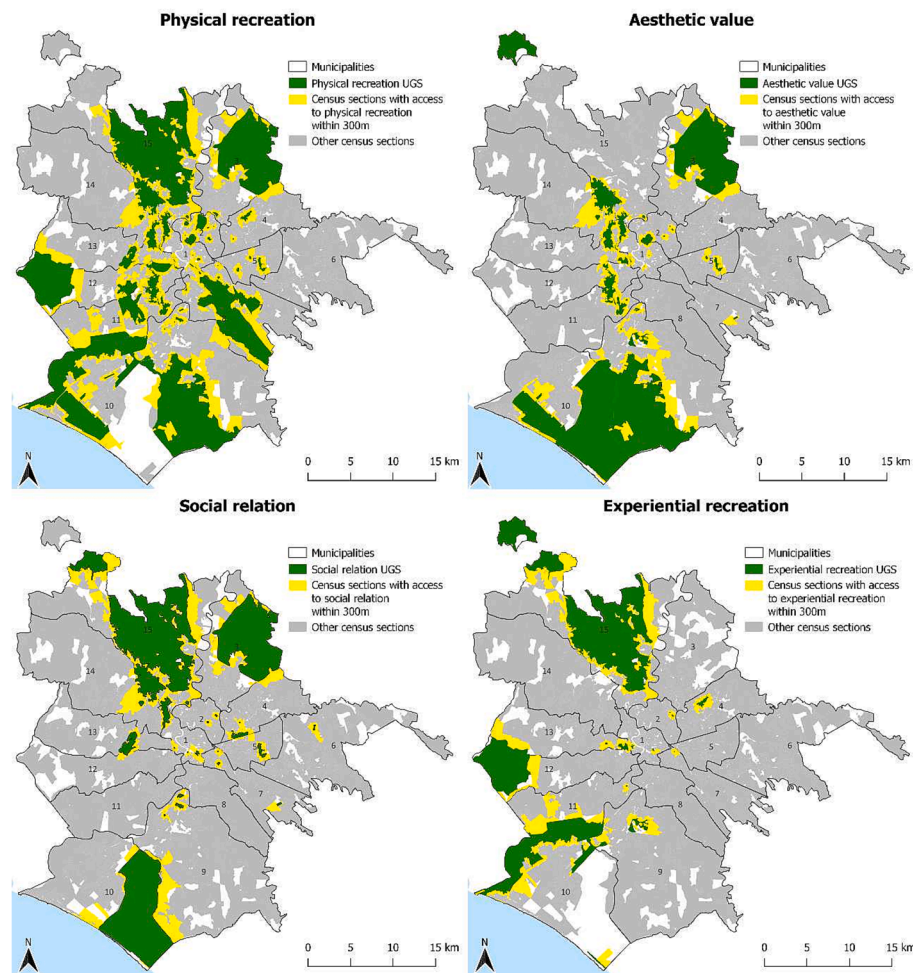 Physical recreation
Municipalities
Physical recreation UGS
Census sections with access
to physical recreation
within 300m
Other census sections
15
14
13
12
11
10
1
5
6
N
0 5 10 15 km
Aesthetic value
Municipalities
Aesthetic value UGS
Census sections with access
to aesthetic value
within 300m
Other census sections
15
14
13
12
11
10
1
4
5
6
7
8
N
0 5 10 15 km
Social relation
Municipalities
Social relation UGS
Census sections with access
to social relation
within 300m
Other census sections
15
14
13
12
11
10
1
2
4
5
6
7
8
9
N
0 5 10 15 km
Experiential recreation
Municipalities
Experiential recreation UGS
Census sections with access
to experiential recreation
within 300m
Other census sections
15
14
13
12
11
10
1
2
3
4
5
6
7
8
9
N
0 5 10 15 km